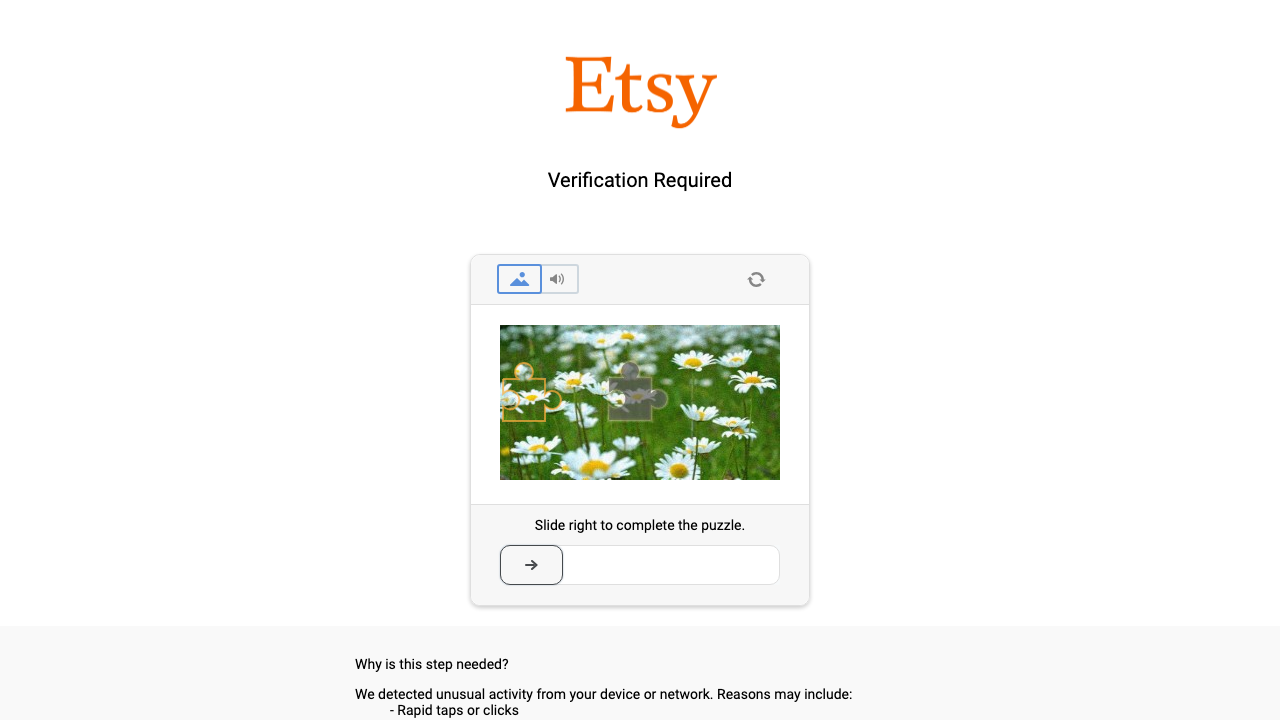 Etsy
Verification Required
Slide right to complete the puzzle.
Why is this step needed?
We detected unusual activity from your device or network. Reasons may include:
- Rapid taps or clicks